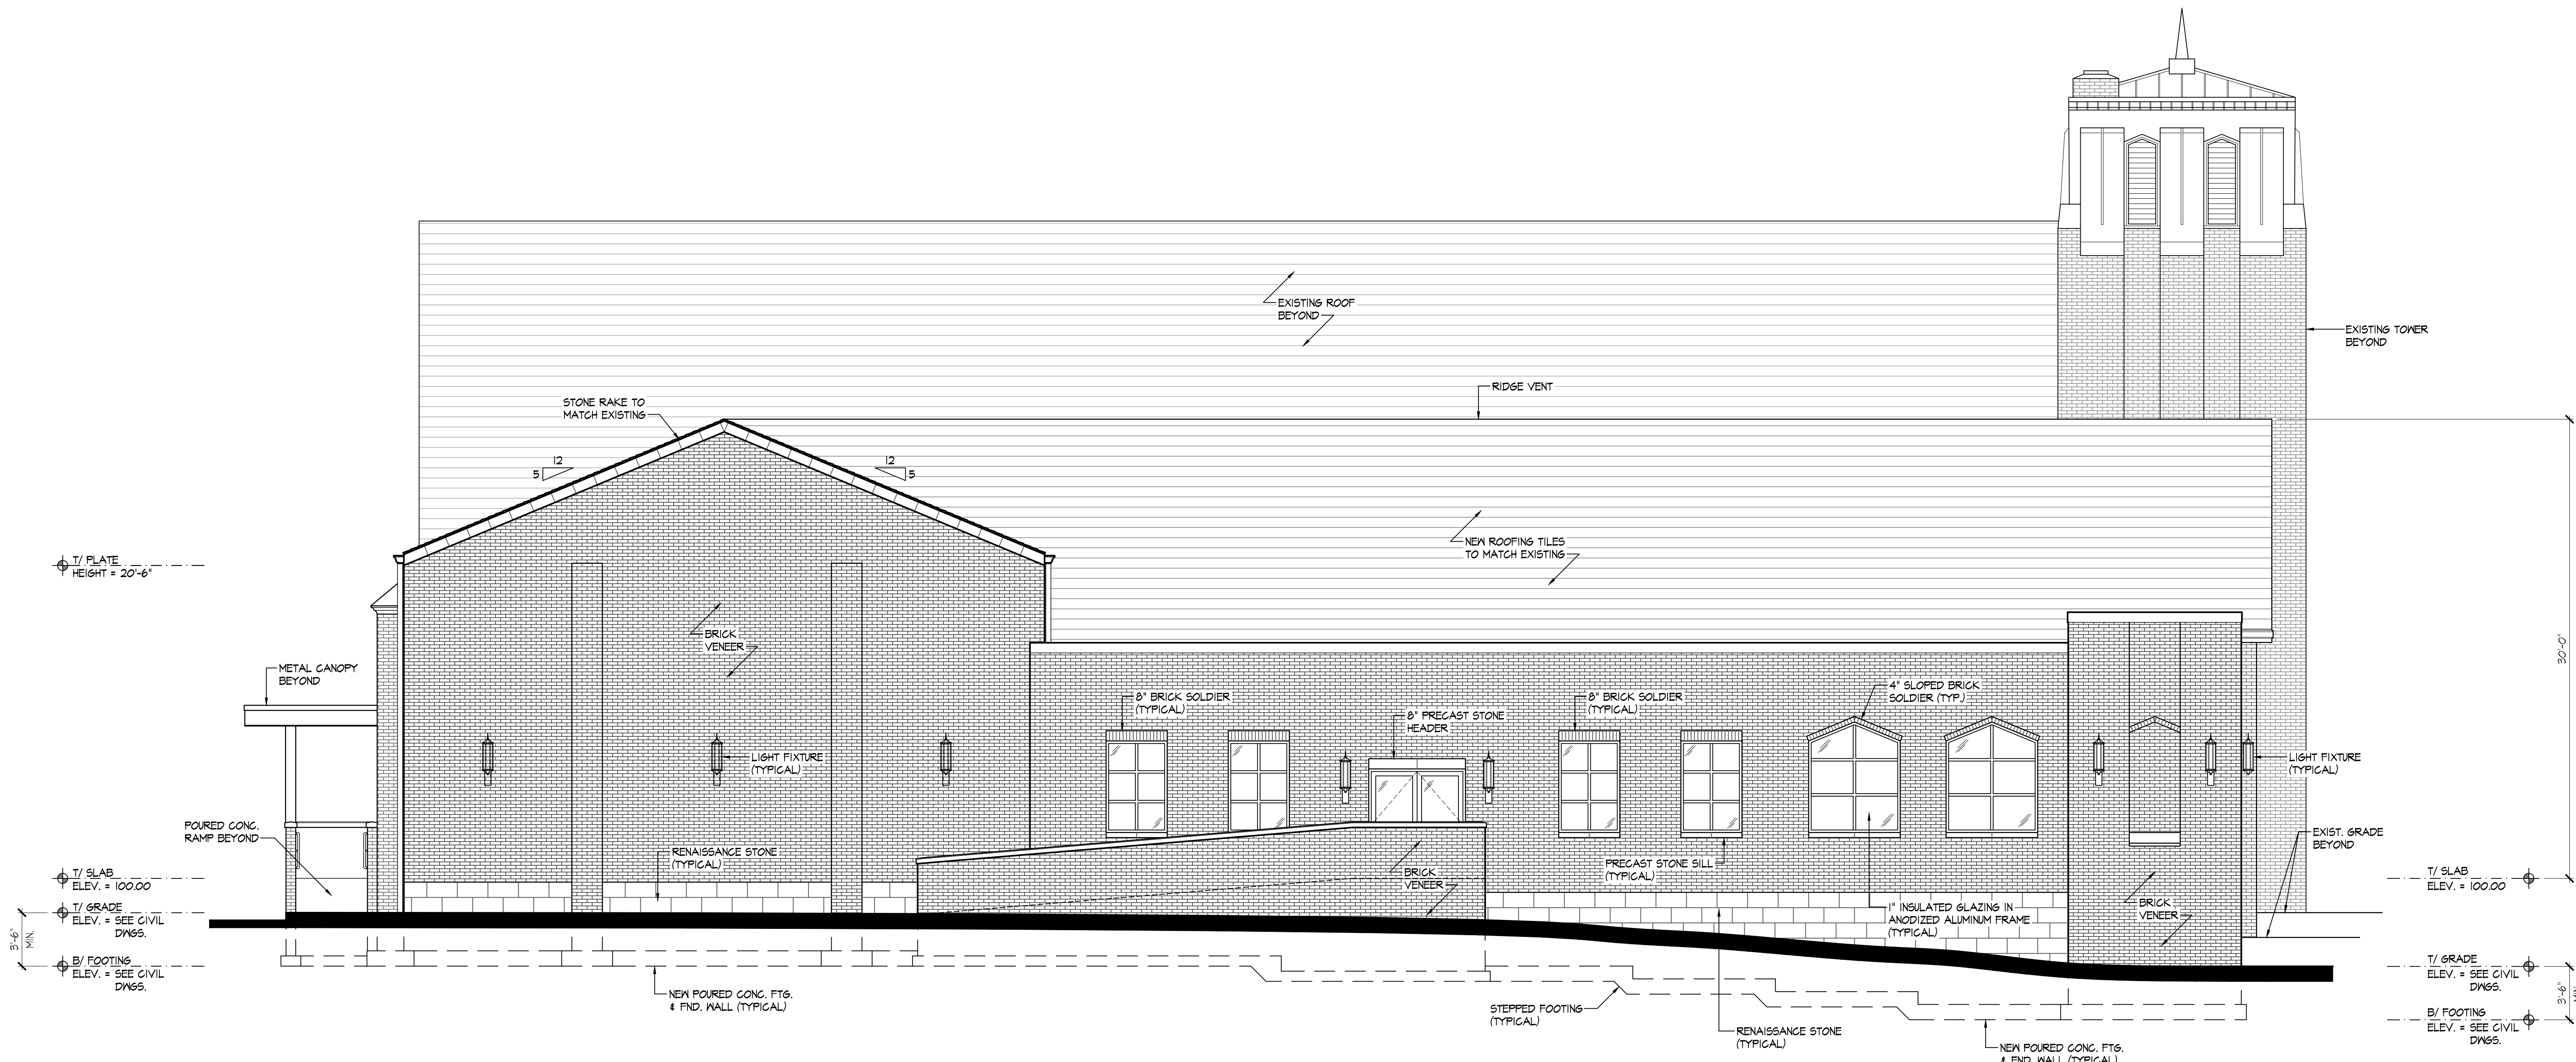 EXISTING ROOF
BEYOND
EXISTING TOWER
BEYOND
RIDGE VENT
STONE RAKE TO
MATCH EXISTING
12
5
12
5
NEW ROOFING TILES
TO MATCH EXISTING
T/ PLATE
HEIGHT = 20'-6"
BRICK
VENEER
30'-0"
METAL CANOPY
BEYOND
8" BRICK SOLDIER
(TYPICAL)
8" PRECAST STONE
HEADER
8" BRICK SOLDIER
(TYPICAL)
4" SLOPED BRICK
SOLDIER (TYP.)
LIGHT FIXTURE
(TYPICAL)
LIGHT FIXTURE
(TYPICAL)
POURED CONC.
RAMP BEYOND
EXIST. GRADE
BEYOND
RENAISSANCE STONE
(TYPICAL)
PRECAST STONE SILL
(TYPICAL)
BRICK
VENEER
T/ SLAB
ELEV. = 100.00
T/ SLAB
ELEV. = 100.00
T/ GRADE
ELEV. = SEE CIVIL
DWGS.
3'-6"
MIN.
B/ FOOTING
ELEV. = SEE CIVIL
DWGS.
1" INSULATED GLAZING IN
ANODIZED ALUMINUM FRAME
(TYPICAL)
BRICK
VENEER
T/ GRADE
ELEV. = SEE CIVIL
DWGS.
3'-6"
MIN.
B/ FOOTING
ELEV. = SEE CIVIL
DWGS.
NEW POURED CONC. FTG.
& FND. WALL (TYPICAL)
STEPPED FOOTING
(TYPICAL)
RENAISSANCE STONE
(TYPICAL)
NEW POURED CONC. FTG.
& FND. WALL (TYPICAL)